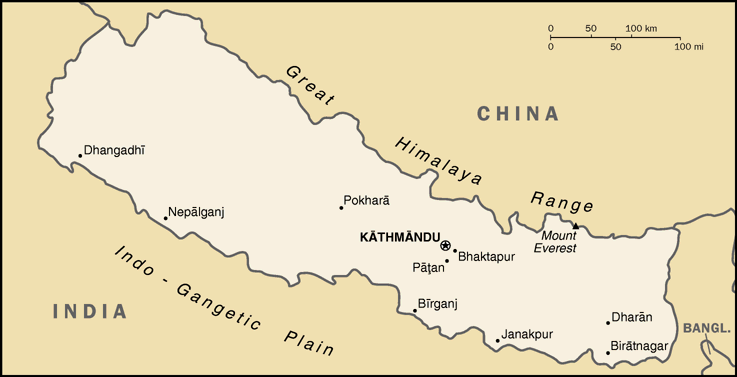 0 50 100 km
0 50 100 mi
Great Himalaya Range
CHINA
Dhangadhī
Nepālganj
Pokharā
KĀTHMĀNDU
Bhaktapur
Pāţan
Mount
Everest
Indo - Gangetic Plain
INDIA
Bīrganj
Janakpur
Dharān
Birātnagar
BANGL.